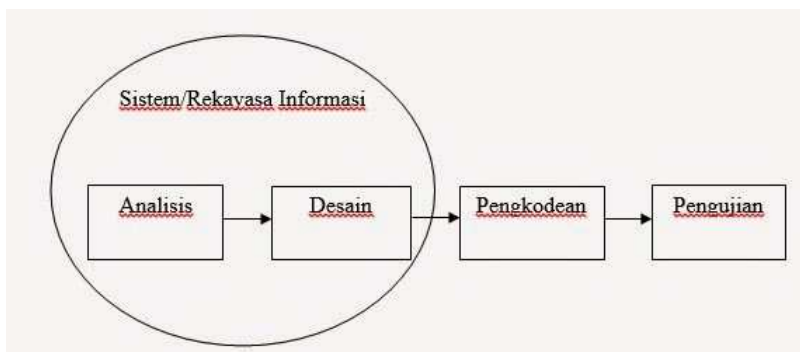 Sistem/Rekayasa Informasi
Analisis
Desain
Pengkodean
Pengujian